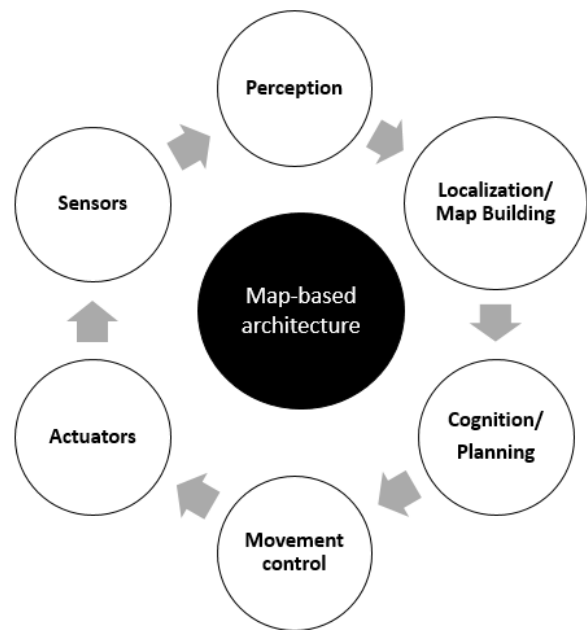 Perception
Localization/
Map Building
Sensors
Map-based
architecture
Cognition/
Planning
Actuators
Movement
control